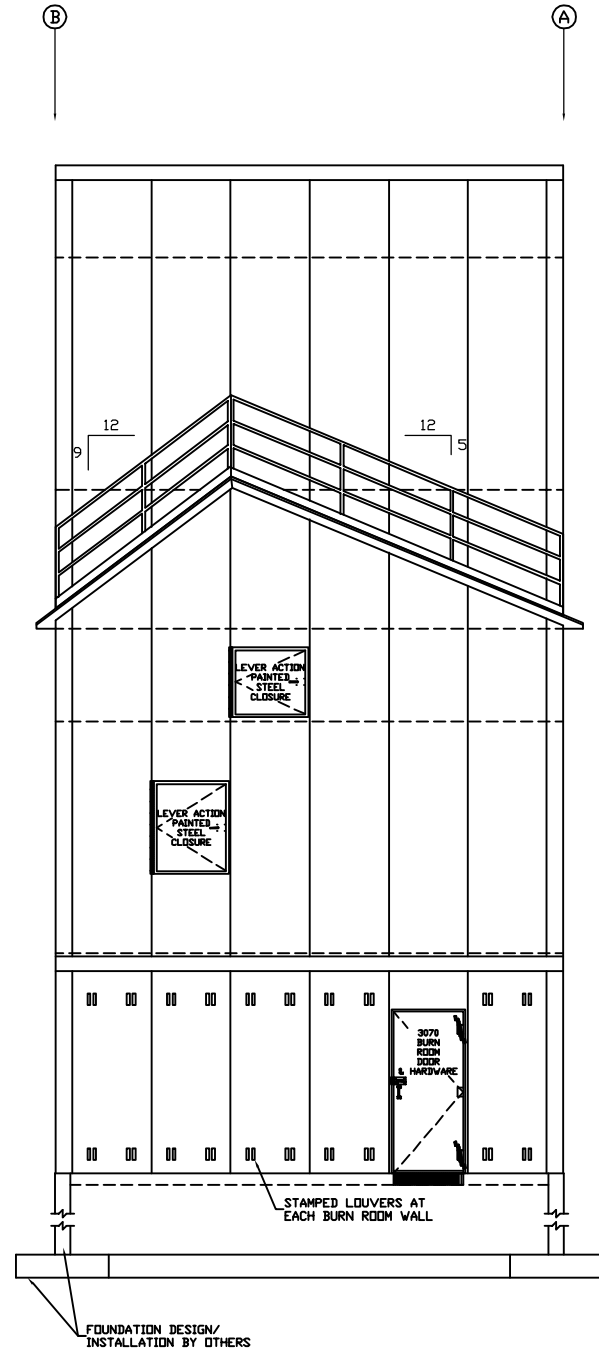 B
A
12
9
12
5
LEVER ACTION
PAINTED
STEEL
CLOSURE
LEVER ACTION
PAINTED
STEEL
CLOSURE
3070
BURN
ROOM
DOOR
& HARDWARE
STAMPED LOUVERS AT
EACH BURN ROOM WALL
FOUNDATION DESIGN/
INSTALLATION BY OTHERS